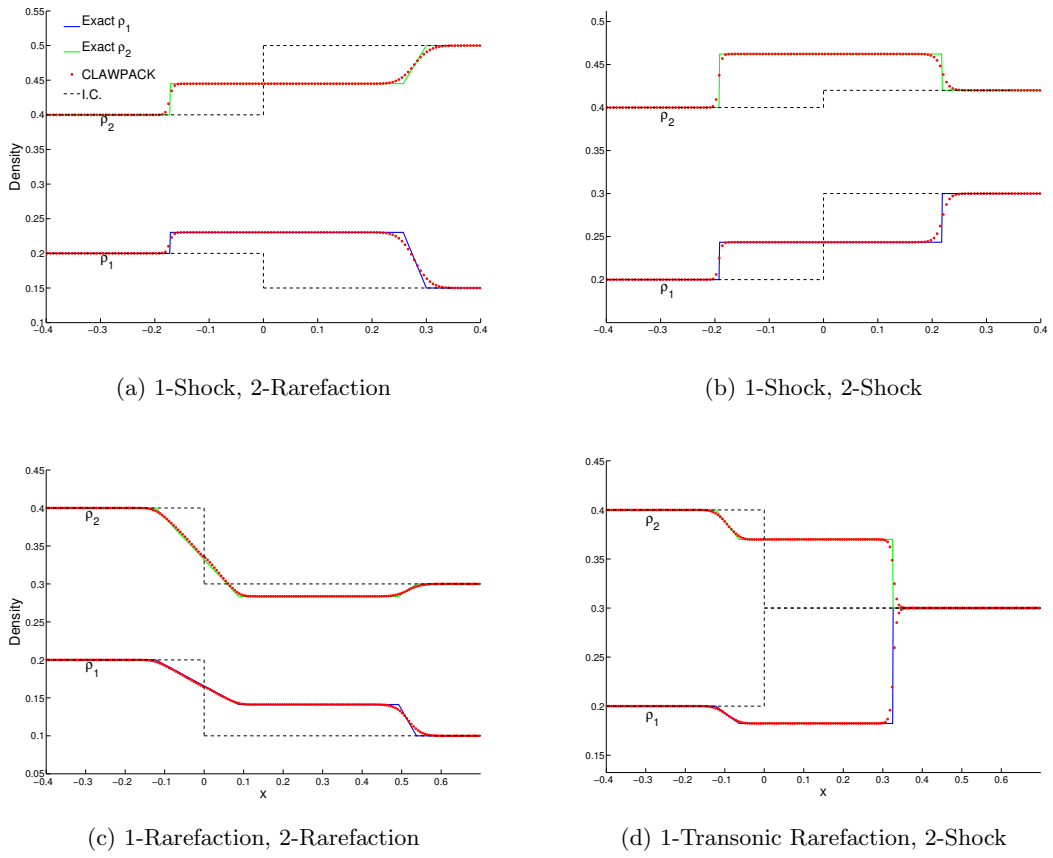 0.55
0.5
0.45
0.4
0.35
0.3
0.25
0.2
0.15
0.1
Density
Exact ρ1
Exact ρ2
CLAWPACK
I.C.
ρ2
ρ1
−0.4 −0.3 −0.2 −0.1 0 0.1 0.2 0.3 0.4
(a) 1-Shock, 2-Rarefaction
0.6
0.5
0.4
0.3
0.2
ρ2
ρ1
−0.4 −0.3 −0.2 −0.1 0 0.1 0.2 0.3 0.4
(b) 1-Shock, 2-Shock
0.45
0.4
0.35
0.3
0.25
0.2
0.15
0.1
0.05
Density
ρ2
ρ1
−0.4 −0.3 −0.2 −0.1 0 0.1 0.2 0.3 0.4 0.5 0.6
x
(c) 1-Rarefaction, 2-Rarefaction
0.45
0.4
0.35
0.3
0.25
0.2
0.15
ρ2
ρ1
−0.4 −0.3 −0.2 −0.1 0 0.1 0.2 0.3 0.4 0.5 0.6
x
(d) 1-Transonic Rarefaction, 2-Shock